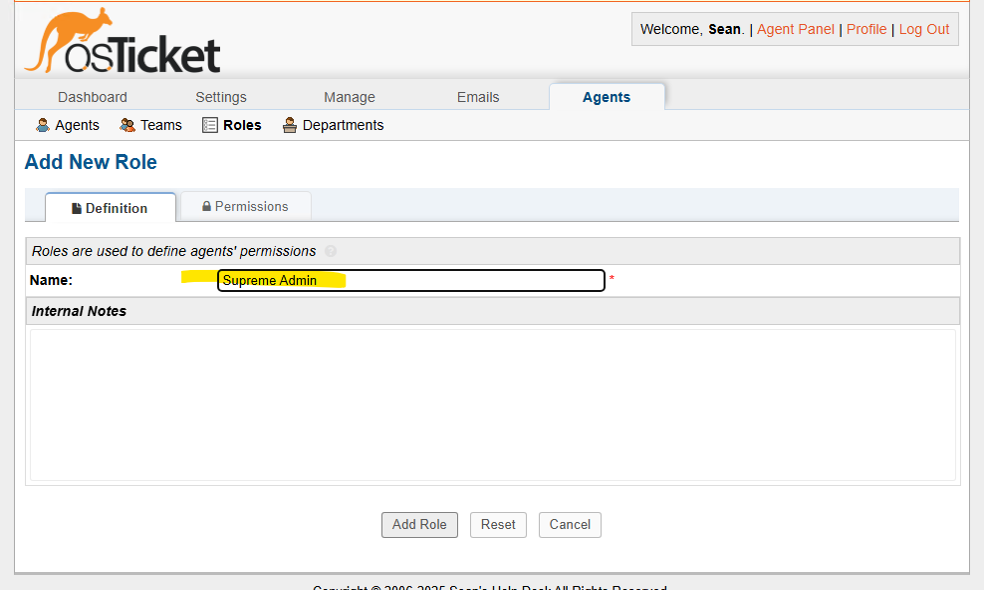 osTicket
Welcome, Sean. | Agent Panel | Profile | Log Out
Dashboard Settings Manage Emails Agents
Agents Teams Roles Departments
Add New Role
Definition Permissions
Roles are used to define agents' permissions ?
Name: Supreme Admin *
Internal Notes
Add Role Reset Cancel
Copyright © 2006-2025 Sean's Help Desk All Rights Reserved.